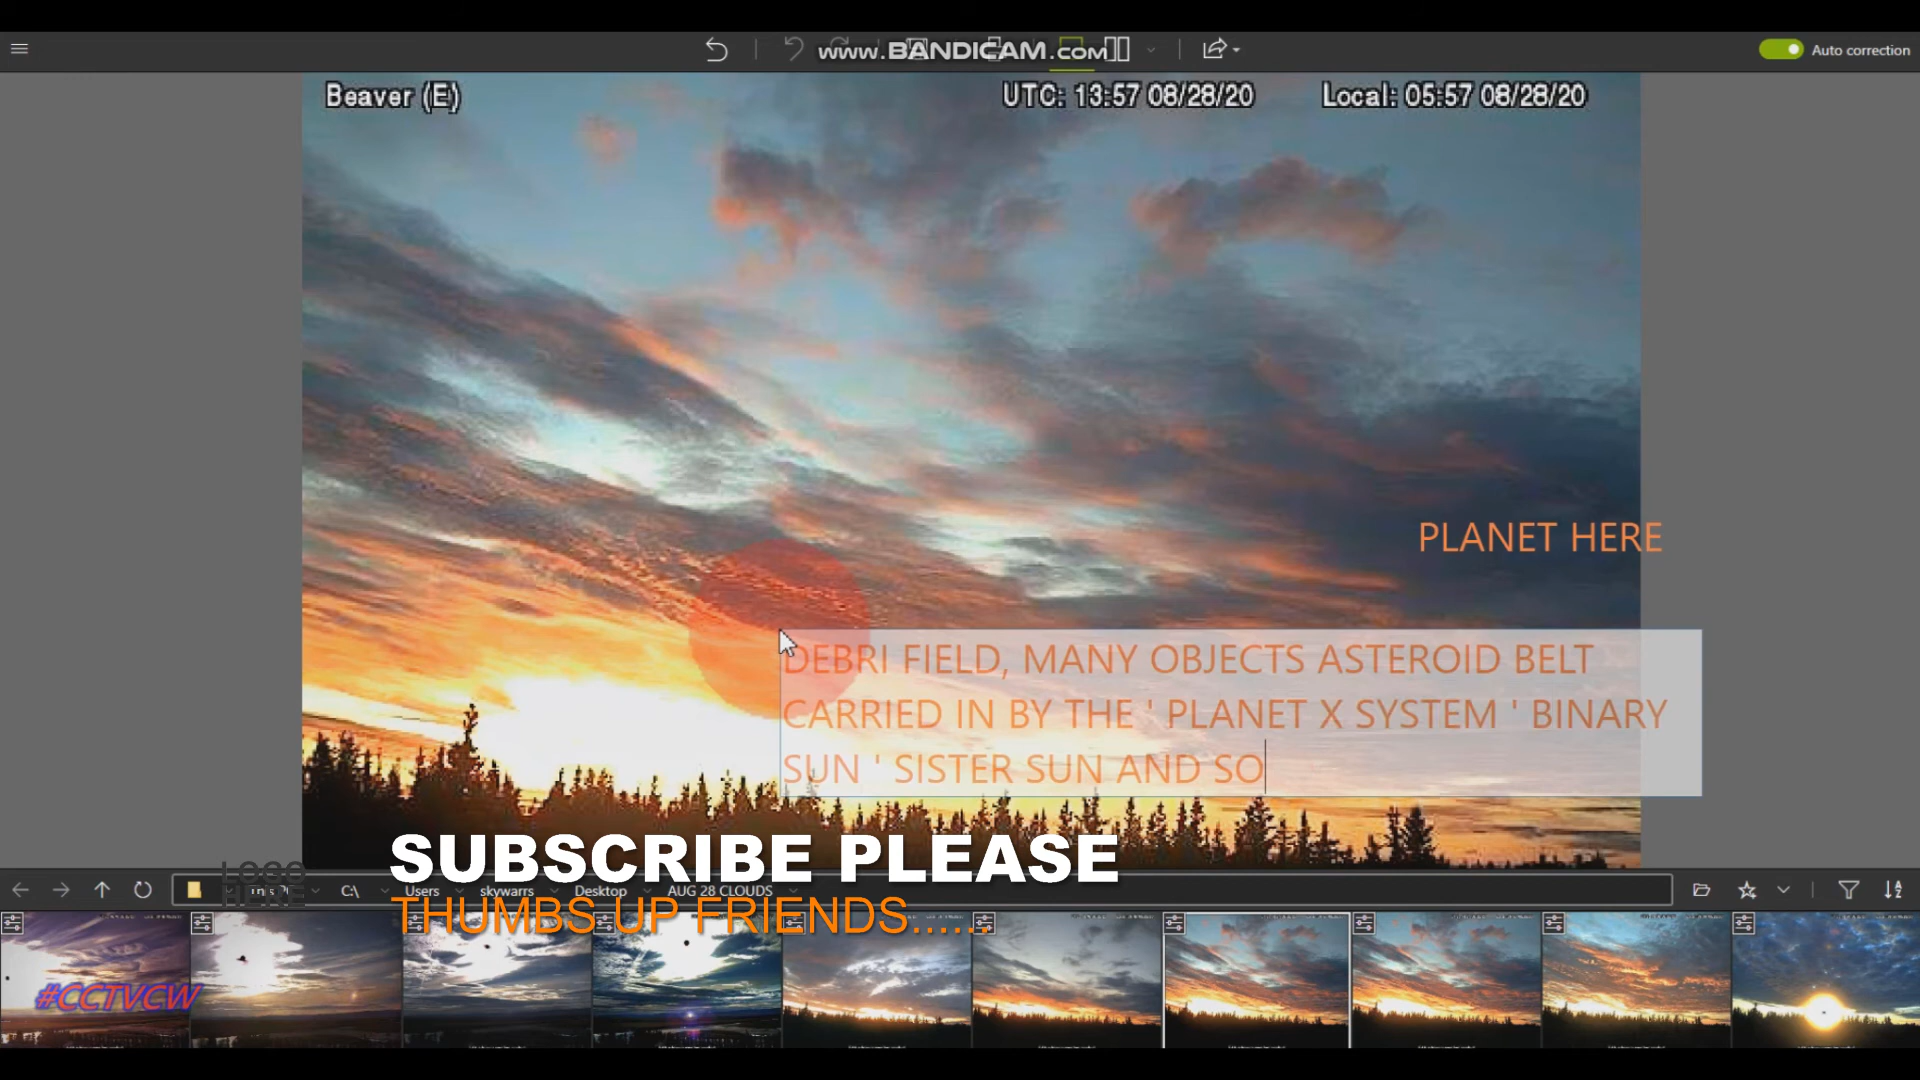 www.BANDICAM.com
Auto correction
Beaver (E)
UTC: 13:57 08/28/20
Local: 05:57 08/28/20
PLANET HERE
DEBRI FIELD, MANY OBJECTS ASTEROID BELT
CARRIED IN BY THE ' PLANET X SYSTEM ' BINARY
SUN ' SISTER SUN AND SO
SUBSCRIBE PLEASE
LOGO
HERE
C:\ Users skywarrs Desktop AUG 28 CLOUDS
THUMBS UP FRIENDS......
#CCTVCW